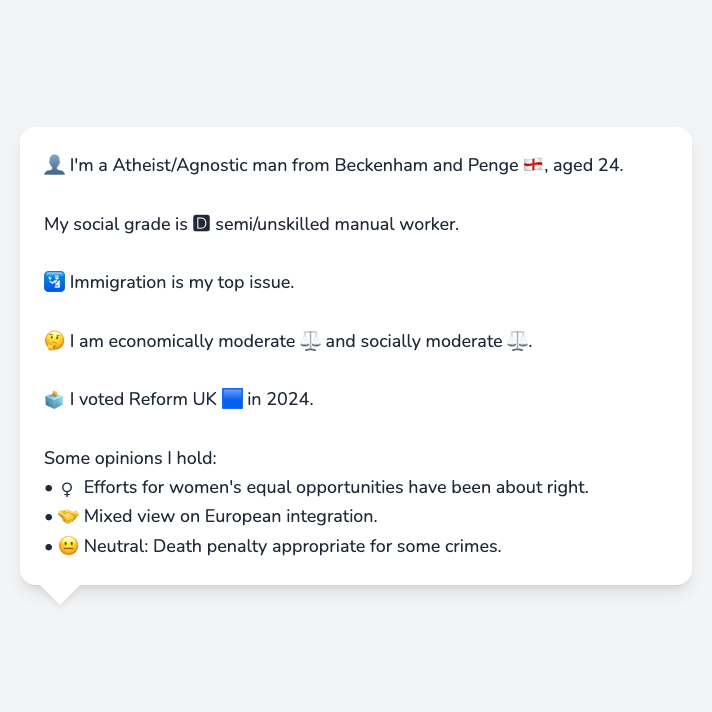 👤 I'm a Atheist/Agnostic man from Beckenham and Penge 🏴󠁧󠁢󠁥󠁮󠁧󠁿, aged 24.
My social grade is 🅳 semi/unskilled manual worker.
🛂 Immigration is my top issue.
🤔 I am economically moderate ⚖️ and socially moderate ⚖️.
🗳️ I voted Reform UK 🟦 in 2024.
Some opinions I hold:
• ♀️ Efforts for women's equal opportunities have been about right.
• 🤝 Mixed view on European integration.
• 😐 Neutral: Death penalty appropriate for some crimes.